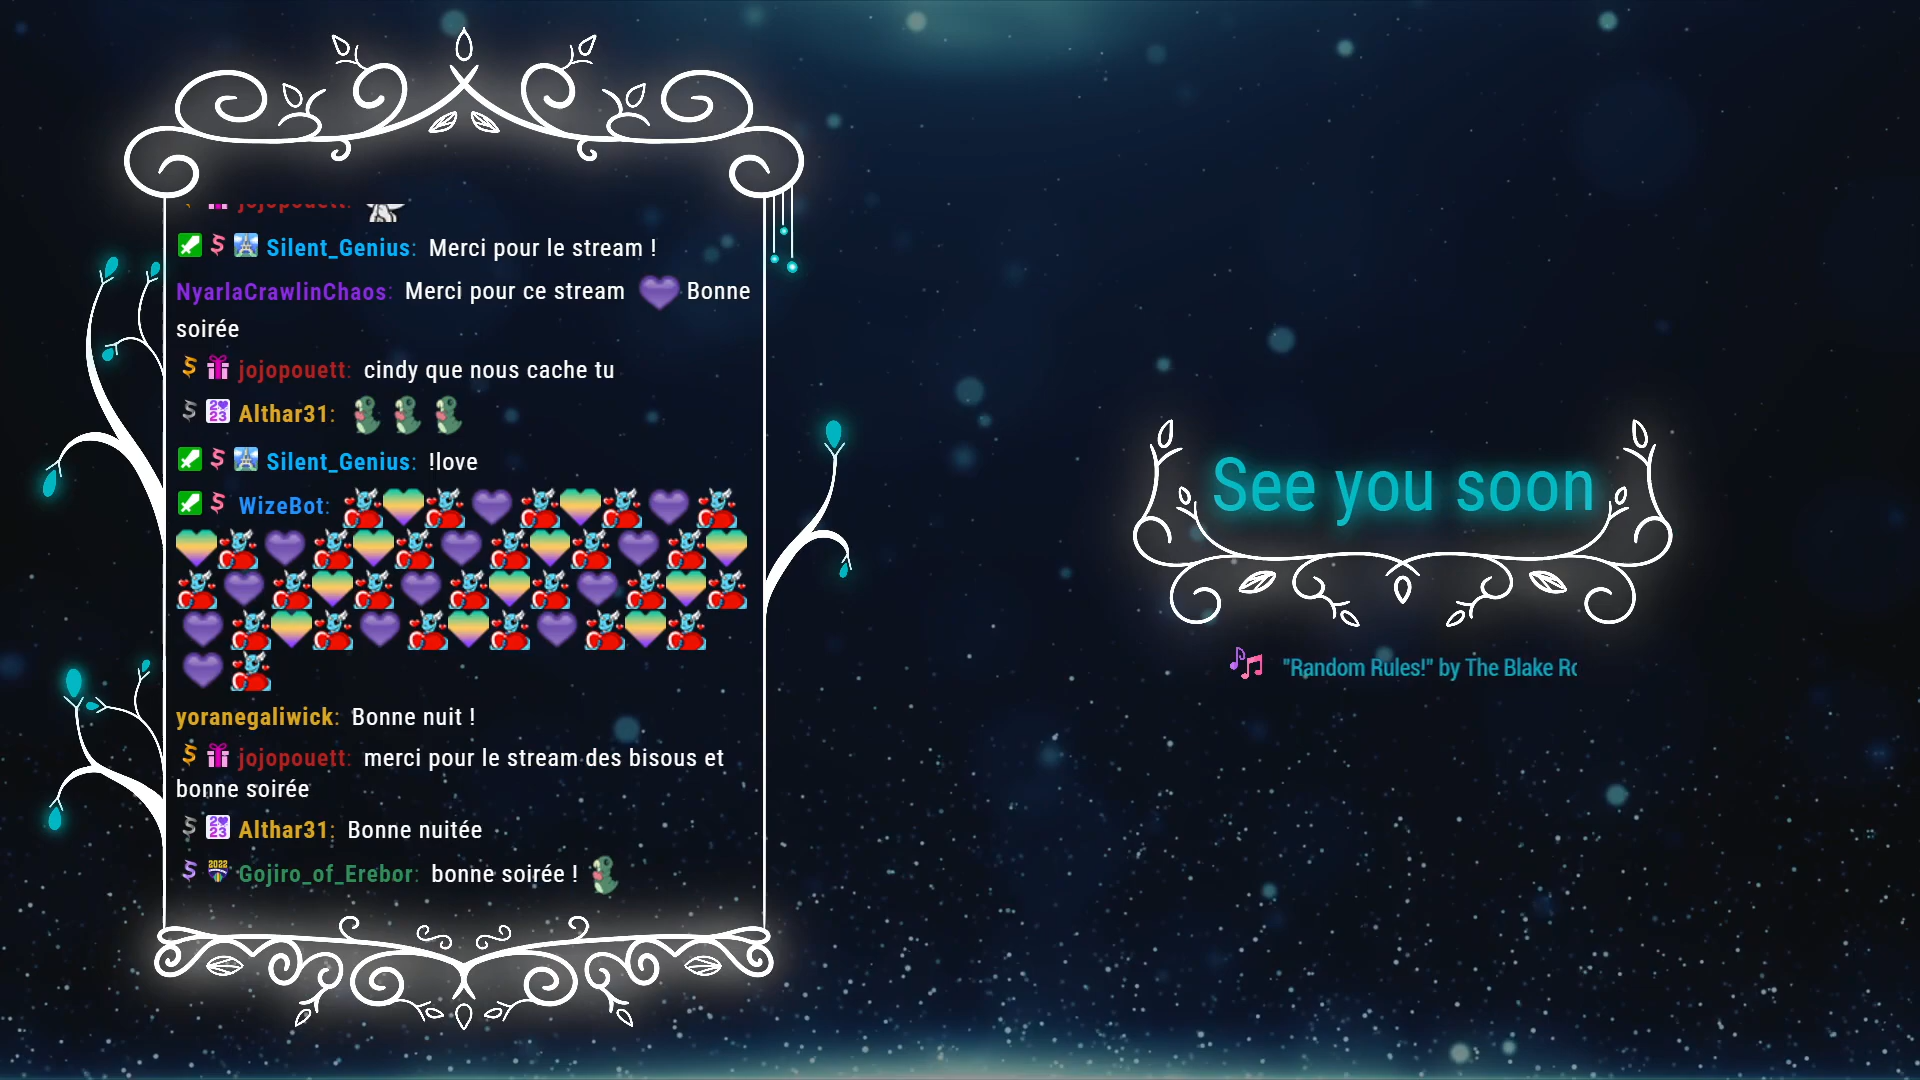 jojopouett:
Silent_Genius: Merci pour le stream !
NyarlaCrawlinChaos: Merci pour ce stream Bonne
soirée
jojopouett: cindy que nous cache tu
Althar31:
Silent_Genius: !love
WizeBot:
yoranegaliwick: Bonne nuit !
jojopouett: merci pour le stream des bisous et
bonne soirée
Althar31: Bonne nuitée
Gojiro_of_Erebor: bonne soirée !
See you soon
"Random Rules!" by The Blake